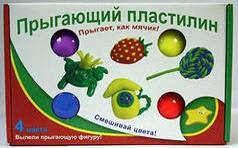 Прыгающий пластилин
Прыгает, как мячик!
Смешивай цвета!
4 цвета
Вылепи прыгающую фигуру!